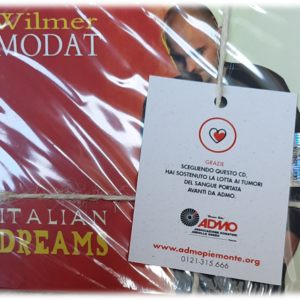 Wilmer
MODAT
ITALIAN
DREAMS
GRAZIE
SCEGLIENDO QUESTO CD,
HAI SOSTENUTO LA LOTTA AI TUMORI
DEL SANGUE PORTATA
AVANTI DA ADMO.
ADMO
www.admopiemonte.org
0121-315.666